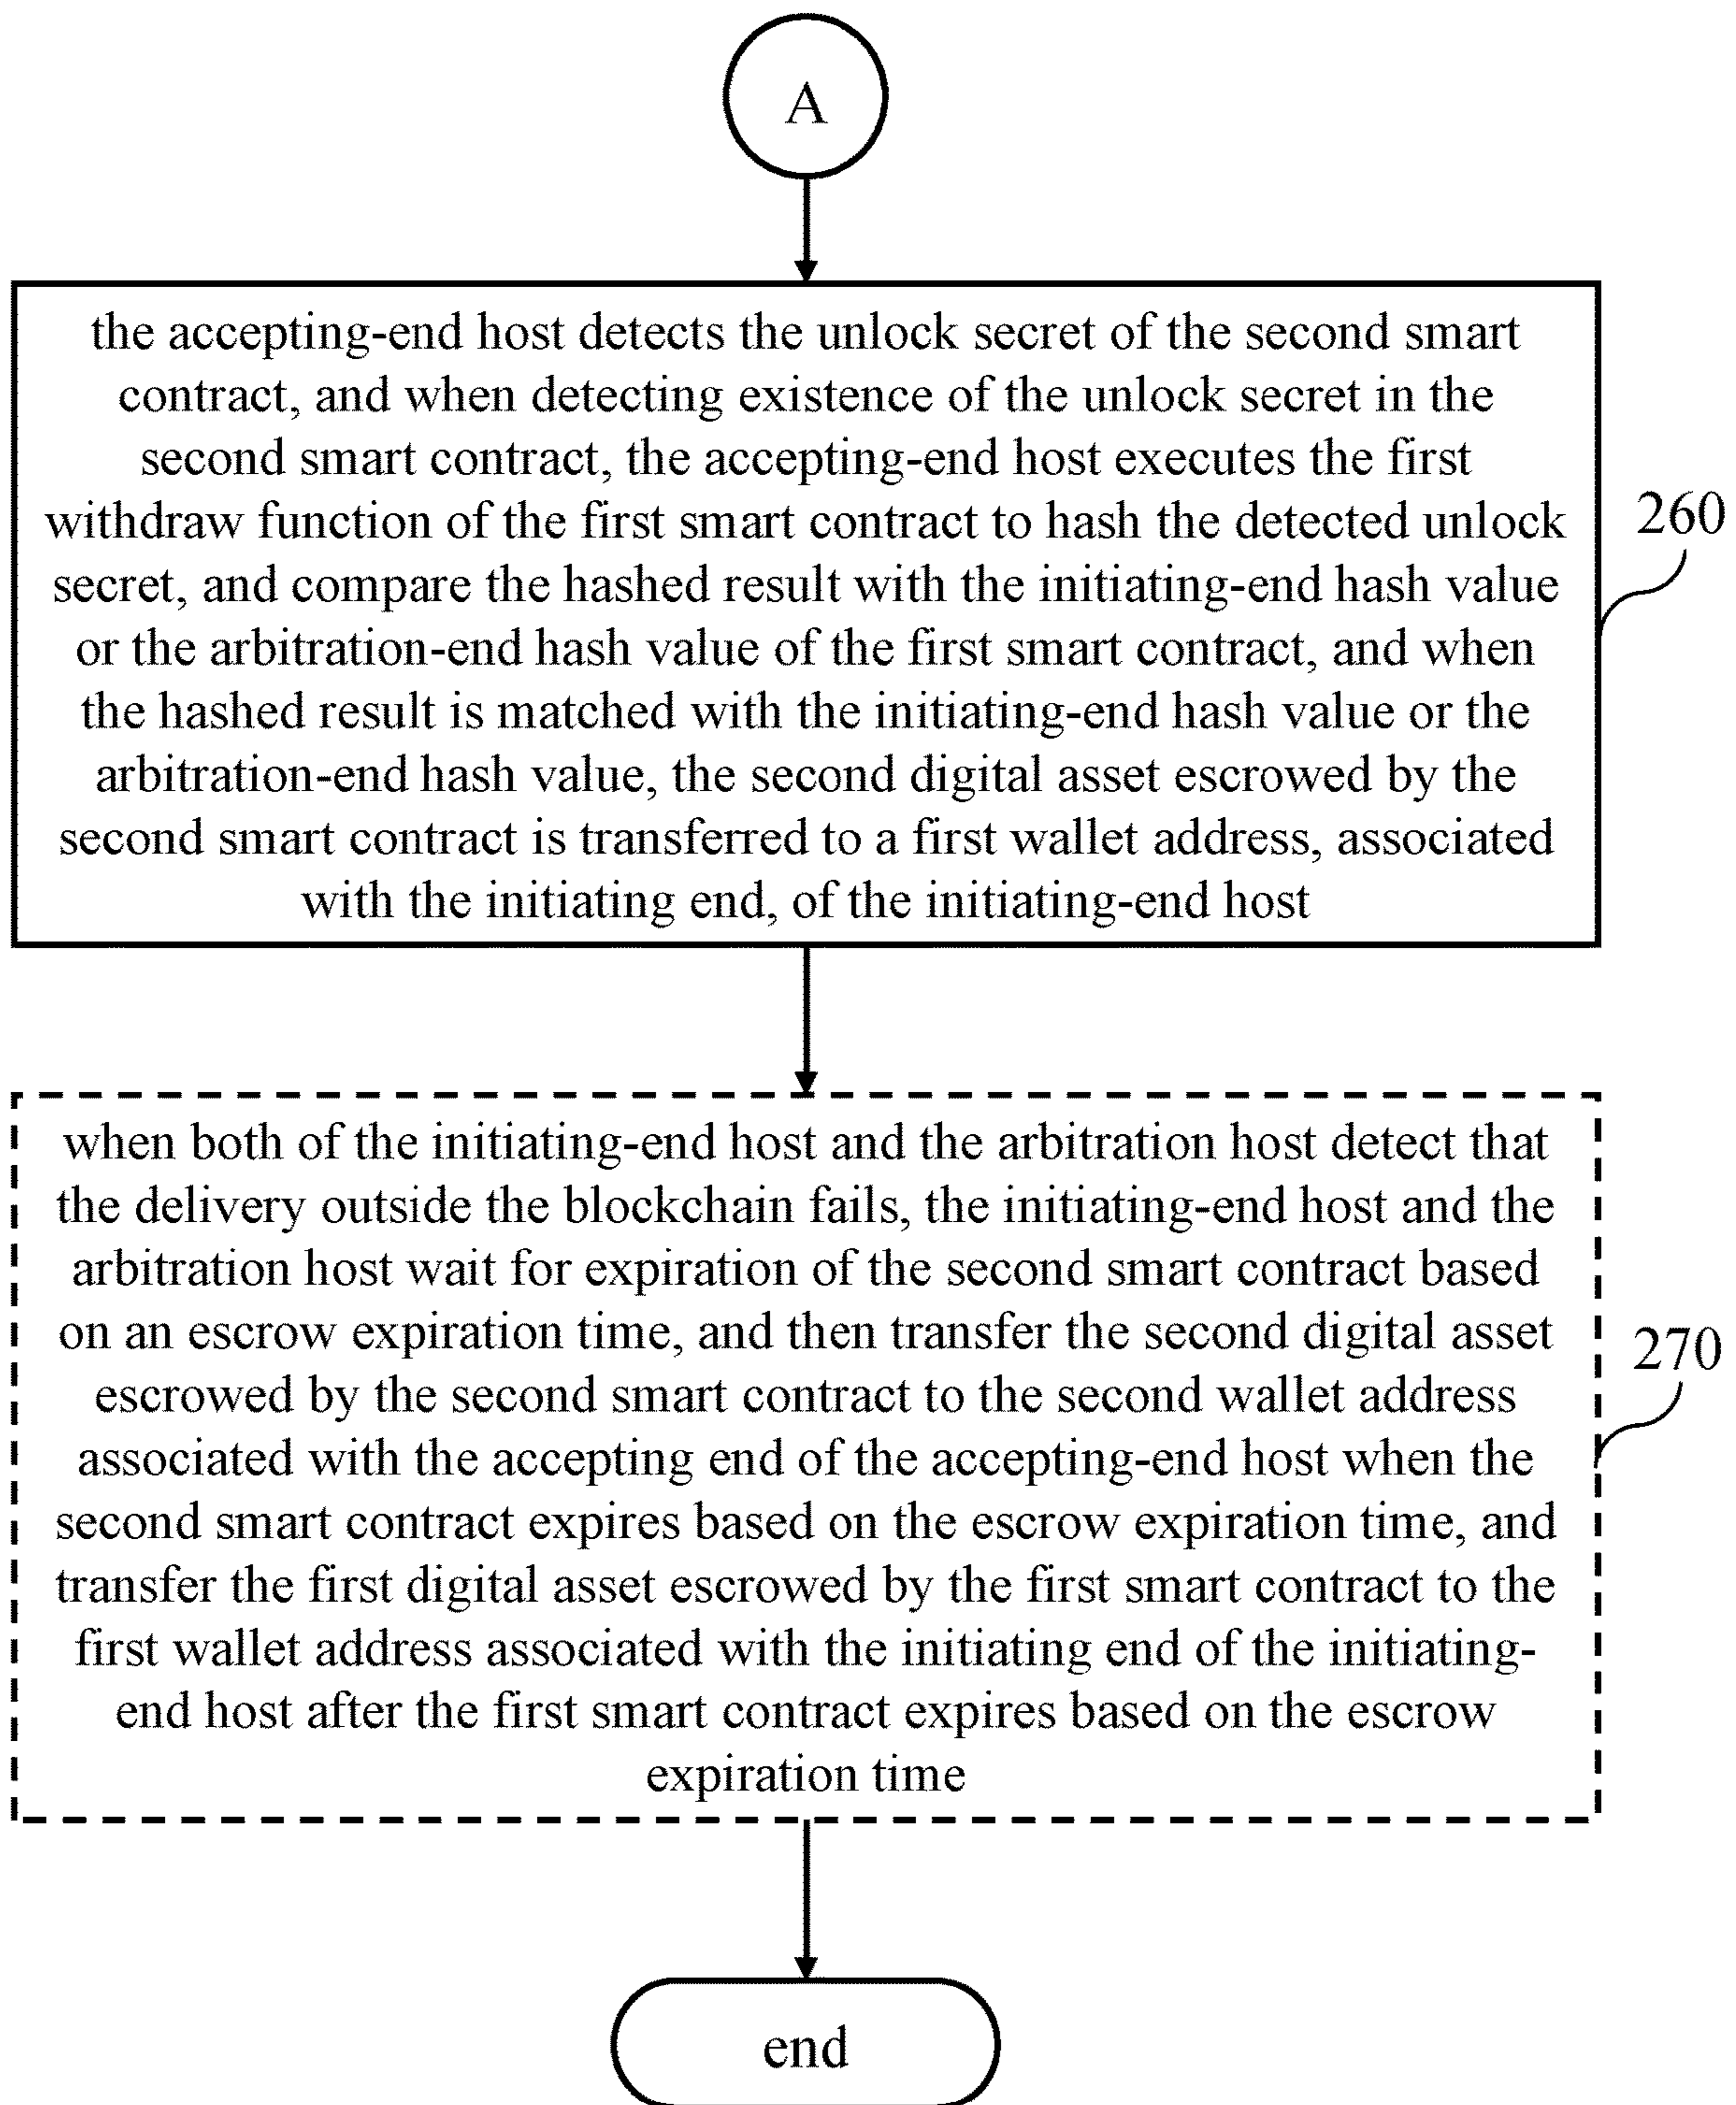 A
the accepting-end host detects the unlock secret of the second smart
contract, and when detecting existence of the unlock secret in the
second smart contract, the accepting-end host executes the first
withdraw function of the first smart contract to hash the detected unlock
secret, and compare the hashed result with the initiating-end hash value
or the arbitration-end hash value of the first smart contract, and when
the hashed result is matched with the initiating-end hash value or the
arbitration-end hash value, the second digital asset escrowed by the
second smart contract is transferred to a first wallet address, associated
with the initiating end, of the initiating-end host
260
when both of the initiating-end host and the arbitration host detect that
the delivery outside the blockchain fails, the initiating-end host and the
arbitration host wait for expiration of the second smart contract based
on an escrow expiration time, and then transfer the second digital asset
escrowed by the second smart contract to the second wallet address
associated with the accepting end of the accepting-end host when the
second smart contract expires based on the escrow expiration time, and
transfer the first digital asset escrowed by the first smart contract to the
first wallet address associated with the initiating end of the initiating-
end host after the first smart contract expires based on the escrow
expiration time
270
end